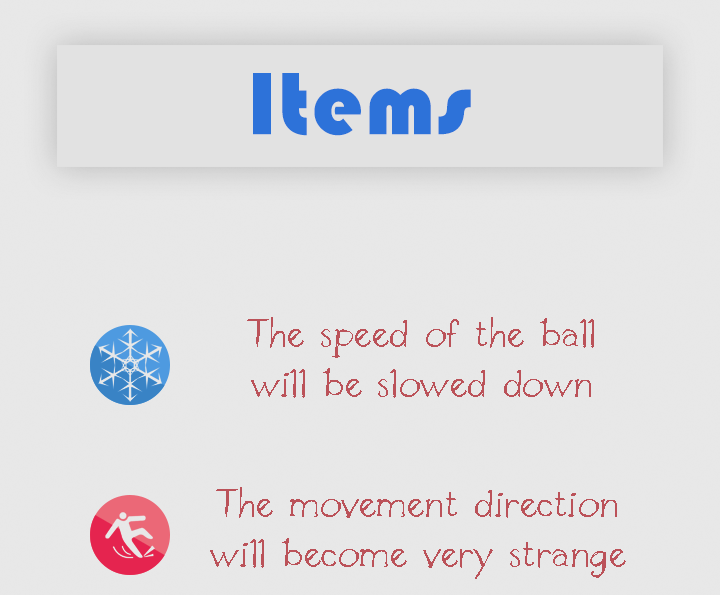 Items
The speed of the ball
will be slowed down
The movement direction
will become very strange